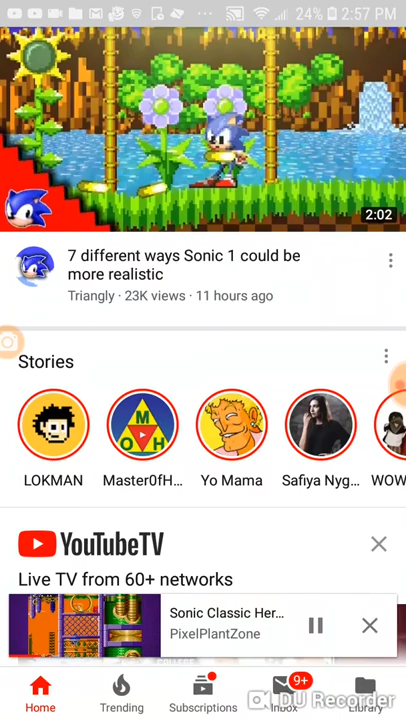 24% 2:57 PM
2:02
7 different ways Sonic 1 could be
more realistic
Triangly · 23K views · 11 hours ago
Stories
M
O H
LOKMAN Master0fH... Yo Mama Safiya Nyg... WOW
YouTubeTV
Live TV from 60+ networks
Sonic Classic Her...
PixelPlantZone
9+
Home Trending Subscriptions Inbox Library
DU Recorder